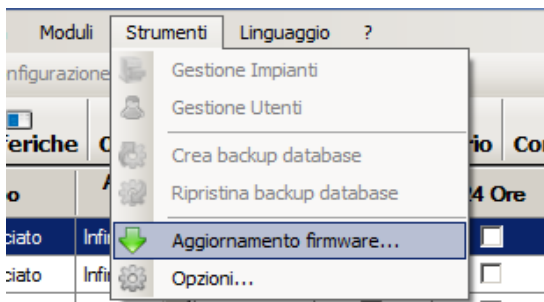 Moduli Strumenti Linguaggio ?
Gestione Impianti
Gestione Utenti
Crea backup database
Ripristina backup database
24 Ore
Aggiornamento firmware...
Opzioni...